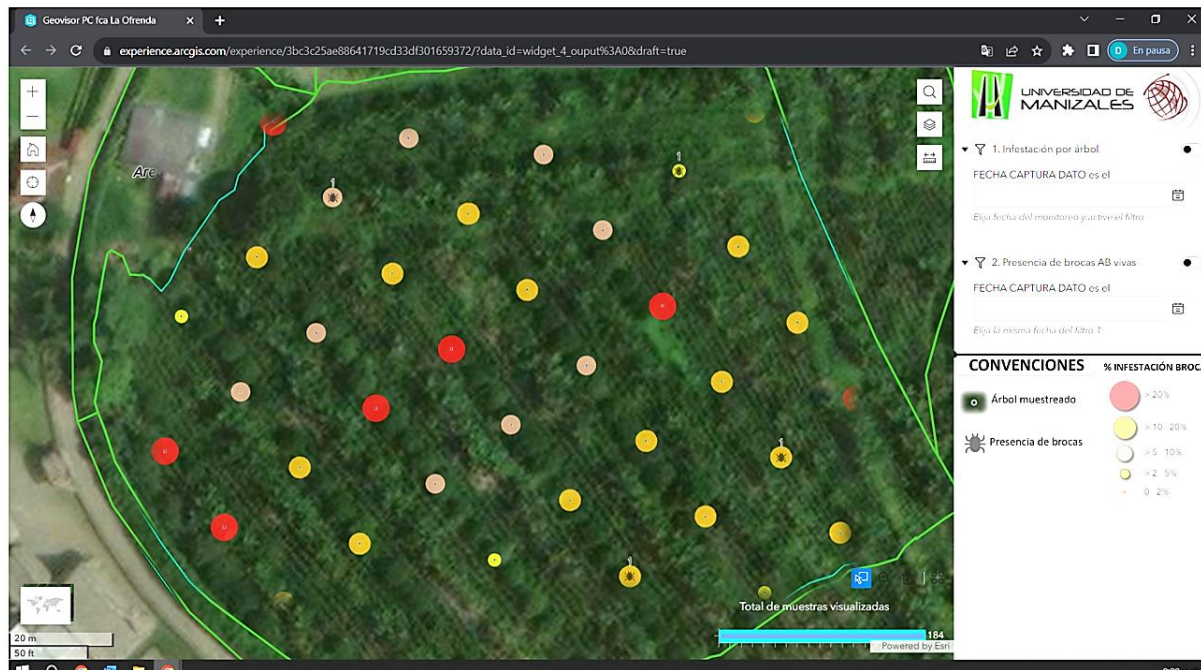 Geovisor PC fca La Ofrenda
experience.arcgis.com/experience/3bc3c25ae88641719cd33df301659372/?data_id=widget_4_ouput%3A0&draft=true
D En pausa
UNIVERSIDAD DE
MANIZALES
1. Infestación por árbol
FECHA CAPTURA DATO es el
Elija fecha del monitoreo y active el filtro
2. Presencia de brocas AB vivas
FECHA CAPTURA DATO es el
Elija la misma fecha del filtro 1
CONVENCIONES
% INFESTACIÓN BROC
Árbol muestreado
Presencia de brocas
> 20%
> 10 20%
> 5 10%
> 2 5%
0 2%
Are
1
1
1
1
Total de muestras visualizadas
184
Powered by Esri
20 m
50 ft